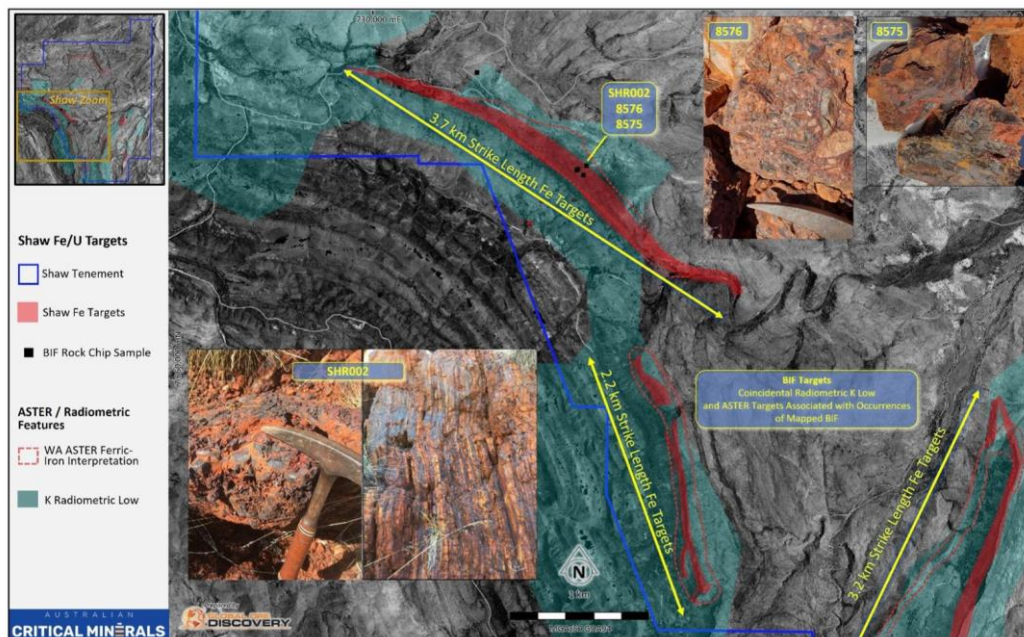 Shaw Zoom
Shaw Fe/U Targets
Shaw Tenement
Shaw Fe Targets
BIF Rock Chip Sample
ASTER / Radiometric
Features
WA ASTER Ferric-
Iron Interpretation
K Radiometric Low
AUSTRALIAN
CRITICAL MINERALS
230,000 mE
3.7 km Strike Length Fe Targets
SHR002
8576
8575
8576
8575
SHR002
2.2 km Strike Length Fe Targets
BIF Targets
Coincidental Radiometric K Low
and ASTER Targets Associated with Occurrences
of Mapped BIF
3.2 km Strike Length Fe Targets
N
1 km
DISCOVERY